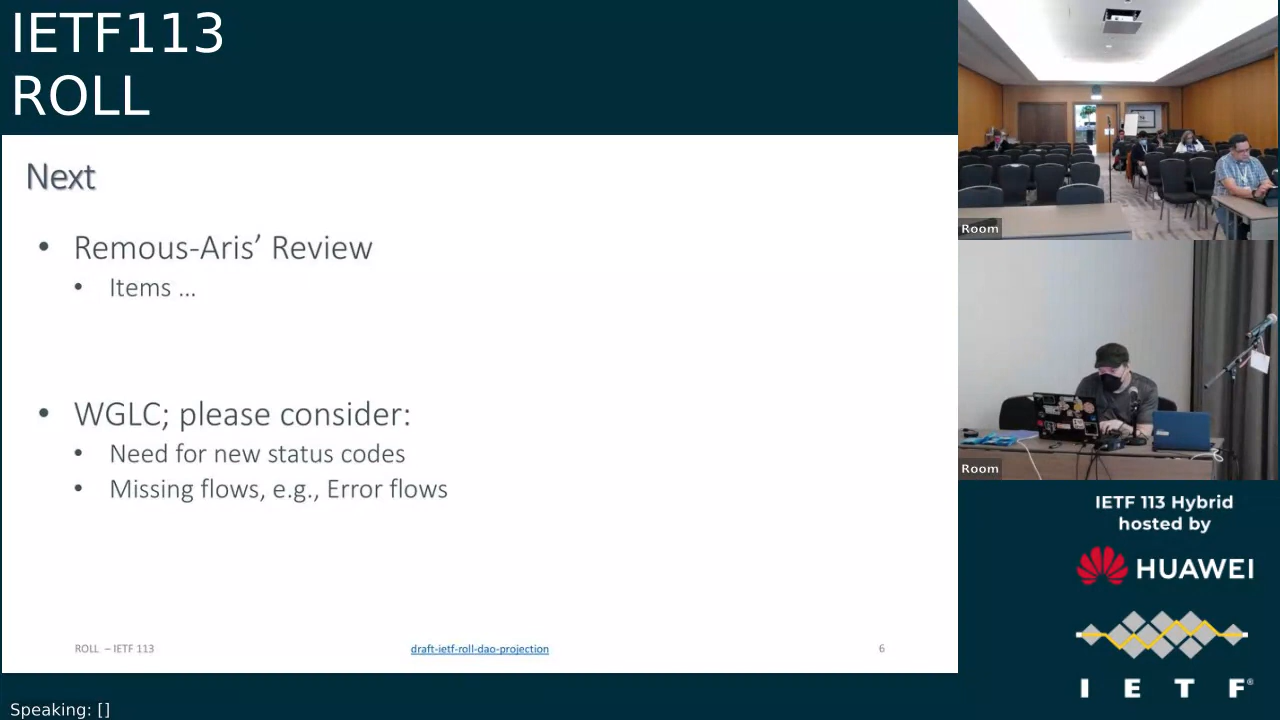 IETF113
ROLL
Next
• Remous-Aris’ Review
• Items ...
• WGLC; please consider:
• Need for new status codes
• Missing flows, e.g., Error flows
ROLL – IETF 113
draft-ietf-roll-dao-projection
6
Speaking: []
Room
Room
IETF 113 Hybrid
hosted by
HUAWEI
I E T F®